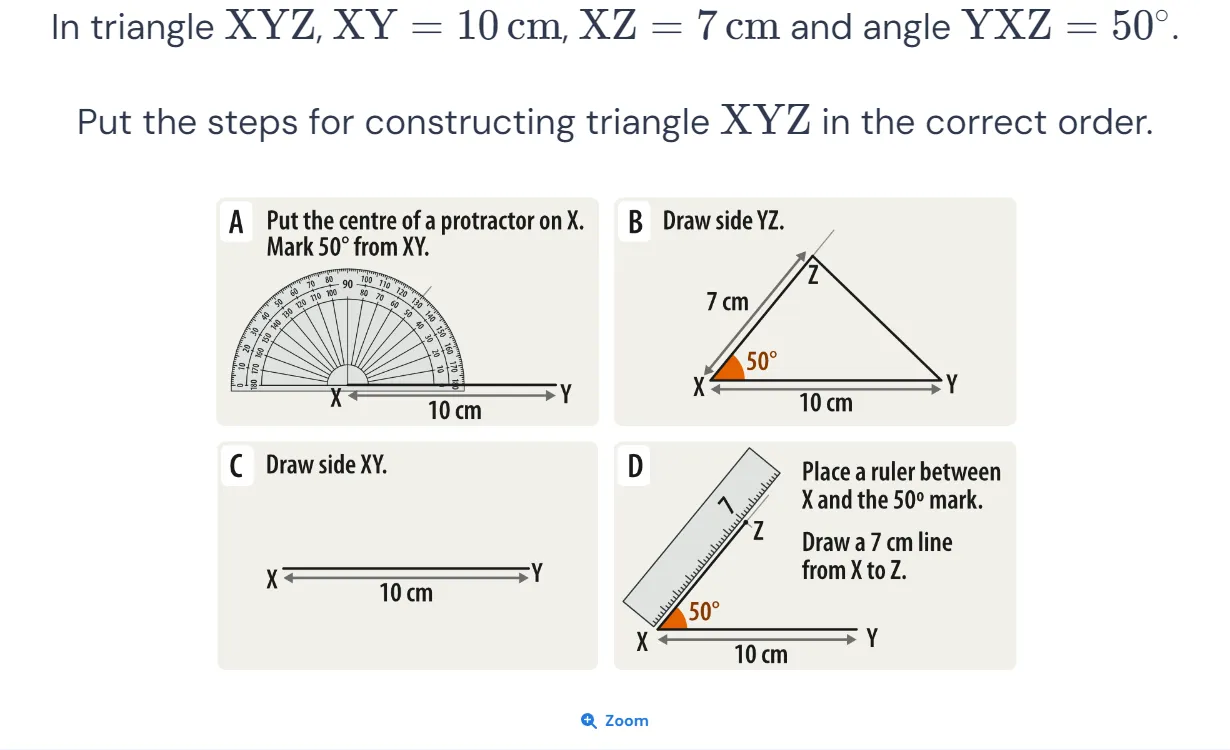 In triangle XYZ, XY = 10 cm, XZ = 7 cm and angle YXZ = 50°.
Put the steps for constructing triangle XYZ in the correct order.
A Put the centre of a protractor on X.
Mark 50° from XY.
80 90 100
70 110
60 120
50 130
40 140
30 150
20 160
10 170
0 180
100 80
110 70
120 60
130 50
140 40
150 30
160 20
170 10
180
X Y
10 cm
B Draw side YZ.
Z
7 cm
50°
X Y
10 cm
C Draw side XY.
X Y
10 cm
D
Place a ruler between
X and the 50º mark.
Draw a 7 cm line
from X to Z.
7
Z
50°
X Y
10 cm
Zoom